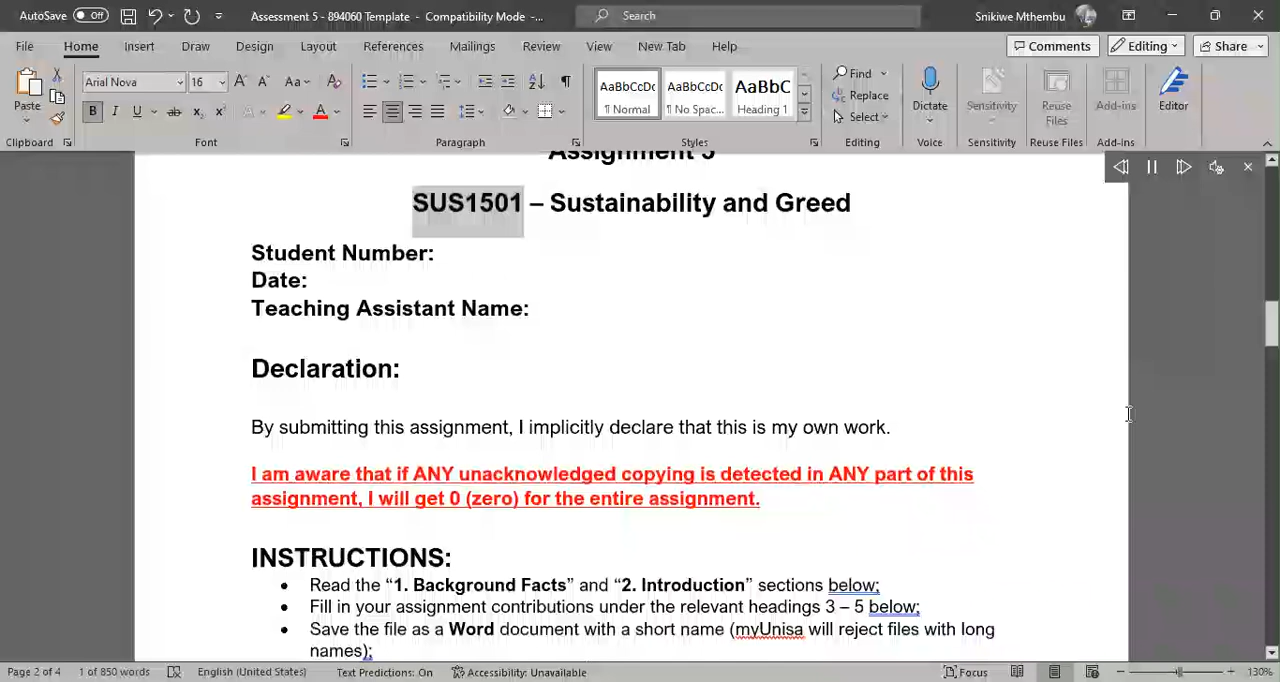 AutoSave Off Assessment 5 - 894060 Template - Compatibility Mode -... Search Snikiwe Mthembu
File Home Insert Draw Design Layout References Mailings Review View New Tab Help Comments Editing Share
Arial Nova 16 Aa
Paste
AaBbCcDc AaBbCcDc AaBbC
¶ Normal ¶ No Spac... Heading 1
Find
Replace
Select
Dictate Sensitivity Reuse Files Add-ins Editor
Clipboard Font Paragraph Styles Editing Voice Sensitivity Reuse Files Add-ins
Assignment 5
SUS1501 – Sustainability and Greed
Student Number:
Date:
Teaching Assistant Name:
Declaration:
By submitting this assignment, I implicitly declare that this is my own work.
I am aware that if ANY unacknowledged copying is detected in ANY part of this
assignment, I will get 0 (zero) for the entire assignment.
INSTRUCTIONS:
• Read the “1. Background Facts” and “2. Introduction” sections below;
• Fill in your assignment contributions under the relevant headings 3 – 5 below;
• Save the file as a Word document with a short name (myUnisa will reject files with long
names);
Page 2 of 4 1 of 850 words English (United States) Text Predictions: On Accessibility: Unavailable Focus 130%